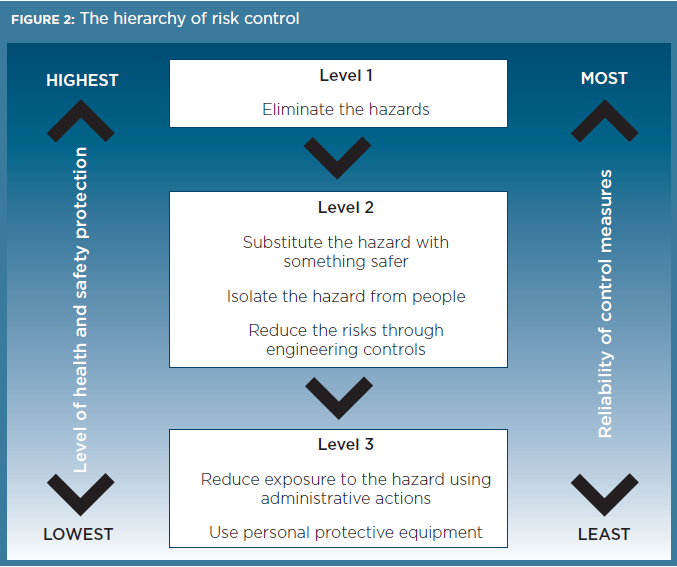 FIGURE 2: The hierarchy of risk control
HIGHEST
Level of health and safety protection
LOWEST
Level 1
Eliminate the hazards
Level 2
Substitute the hazard with
something safer
Isolate the hazard from people
Reduce the risks through
engineering controls
Level 3
Reduce exposure to the hazard using
administrative actions
Use personal protective equipment
MOST
Reliability of control measures
LEAST